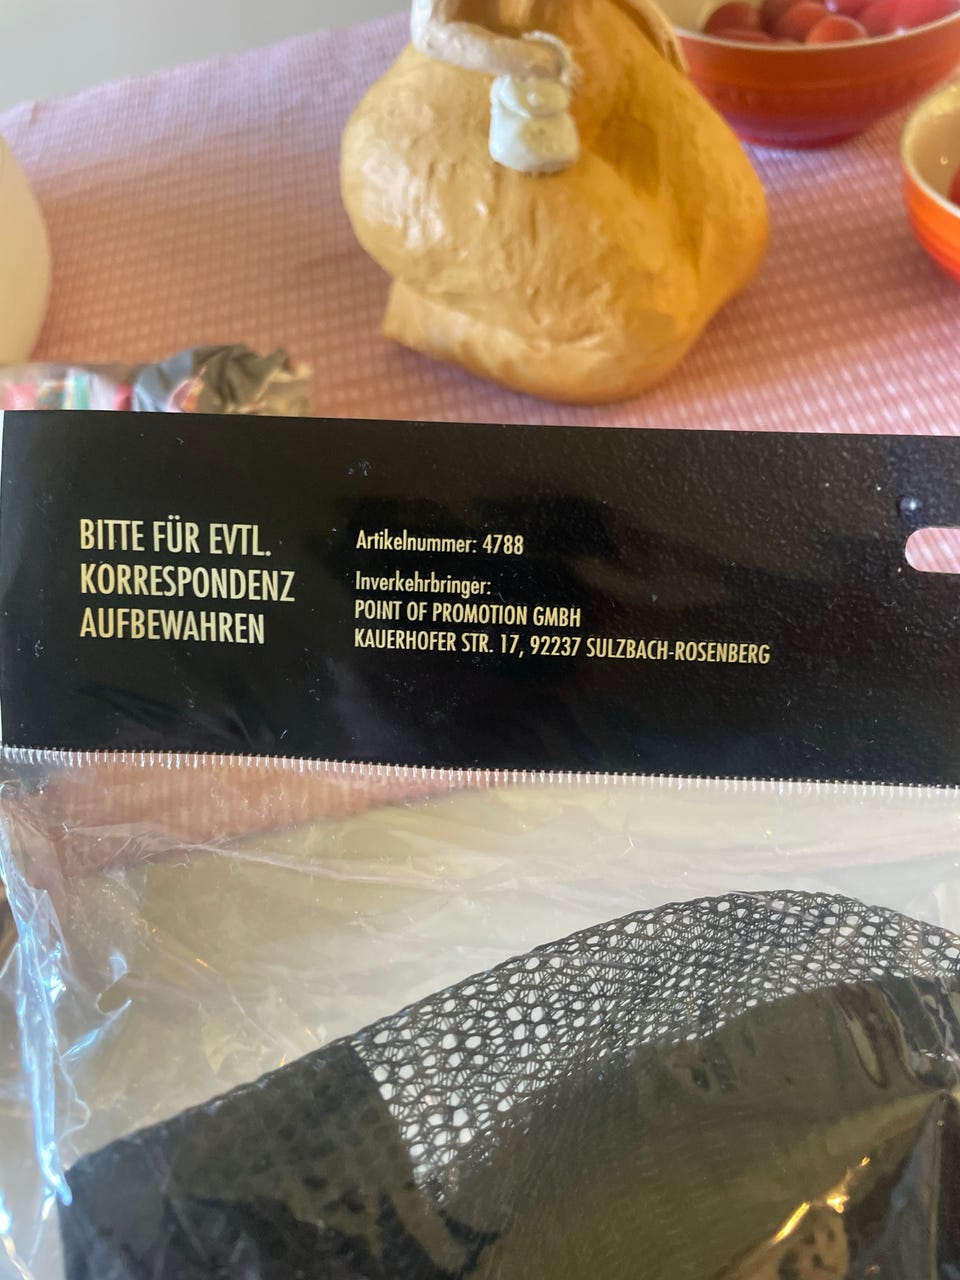 BITTE FÜR EVTL.
KORRESPONDENZ
AUFBEWAHREN
Artikelnummer: 4788
Inverkehrbringer:
POINT OF PROMOTION GMBH
KAUERHOFER STR. 17, 92237 SULZBACH-ROSENBERG